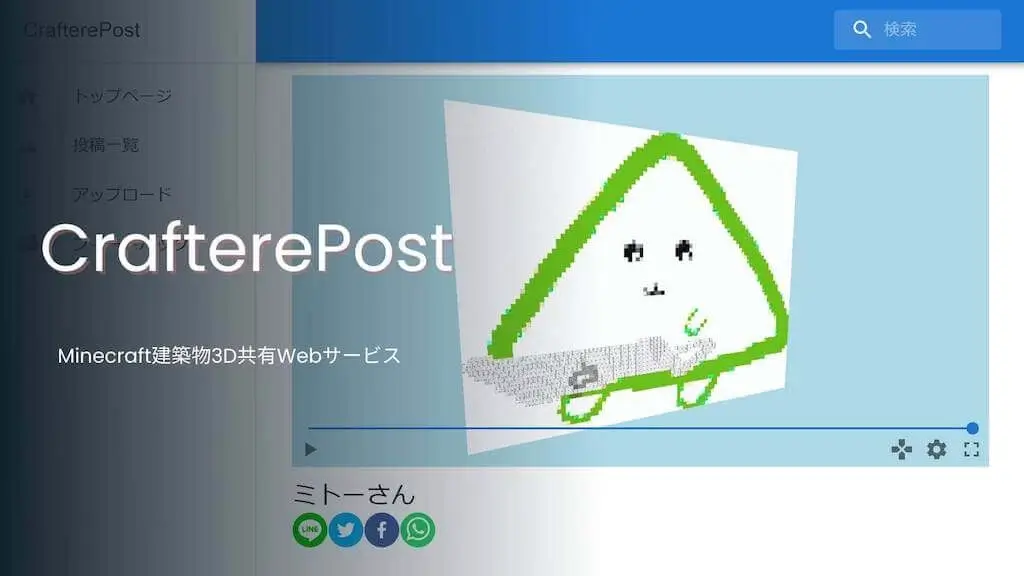 CrafterePost
検索
トップページ
投稿一覧
アップロード
CrafterePost
Minecraft建築物3D共有Webサービス
ミトーさん
LINE